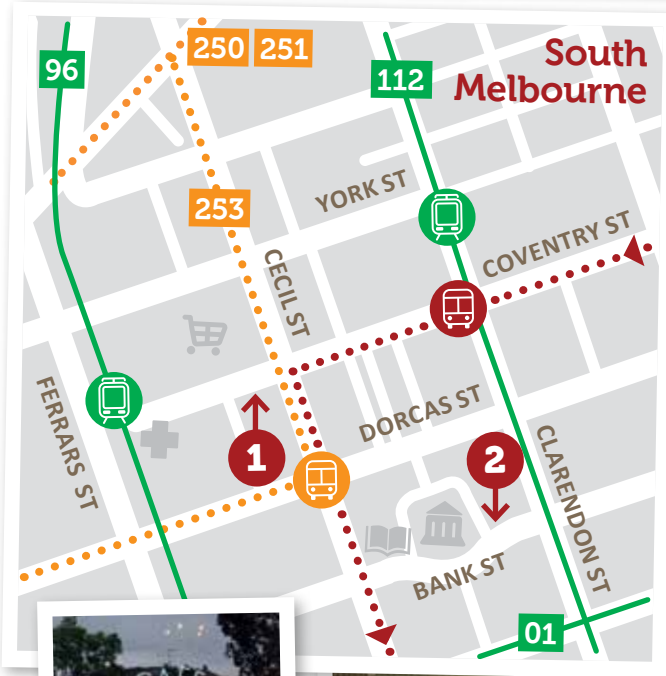 96
250
251
112
South
Melbourne
253
YORK ST
COVENTRY ST
CECIL ST
FERRARS ST
DORCAS ST
1
2
CLARENDON ST
BANK ST
01